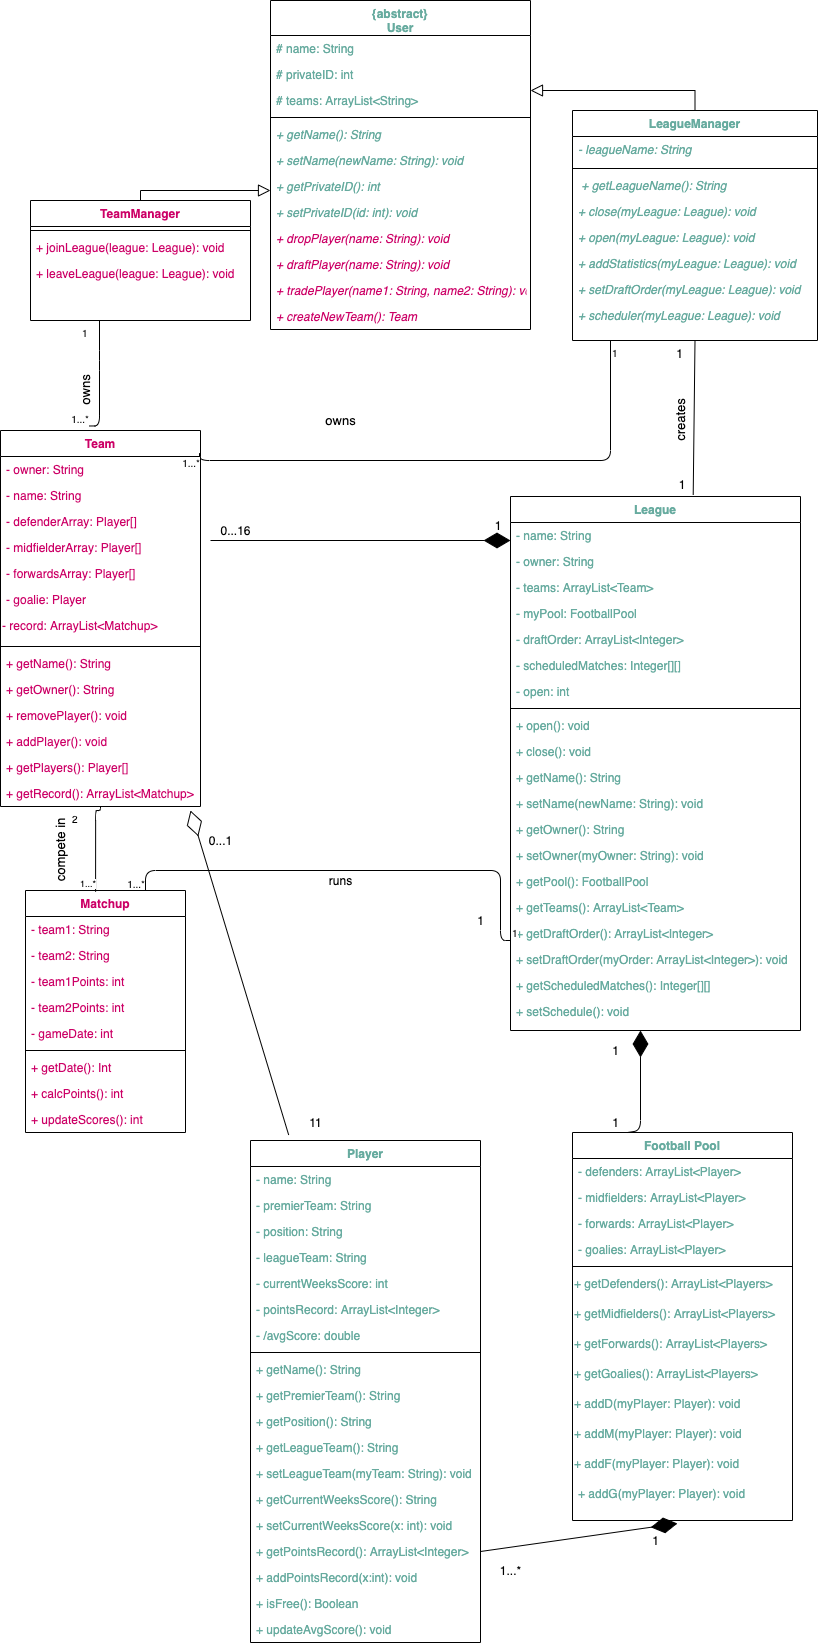 {abstract}
User
# name: String
# privateID: int
# teams: ArrayList<String>
+ getName(): String
+ setName(newName: String): void
+ getPrivateID(): int
+ setPrivateID(id: int): void
+ dropPlayer(name: String): void
+ draftPlayer(name: String): void
+ tradePlayer(name1: String, name2: String): v
+ createNewTeam(): Team
LeagueManager
- leagueName: String
+ getLeagueName(): String
+ close(myLeague: League): void
+ open(myLeague: League): void
+ addStatistics(myLeague: League): void
+ setDraftOrder(myLeague: League): void
+ scheduler(myLeague: League): void
TeamManager
+ joinLeague(league: League): void
+ leaveLeague(league: League): void
1
owns
1...*
1
owns
1...*
1
creates
1
Team
- owner: String
- name: String
- defenderArray: Player[]
- midfielderArray: Player[]
- forwardsArray: Player[]
- goalie: Player
- record: ArrayList<Matchup>
+ getName(): String
+ getOwner(): String
+ removePlayer(): void
+ addPlayer(): void
+ getPlayers(): Player[]
+ getRecord(): ArrayList<Matchup>
0...16
1
League
- name: String
- owner: String
- teams: ArrayList<Team>
- myPool: FootballPool
- draftOrder: ArrayList<Integer>
- scheduledMatches: Integer[][]
- open: int
+ open(): void
+ close(): void
+ getName(): String
+ setName(newName: String): void
+ getOwner(): String
+ setOwner(myOwner: String): void
+ getPool(): FootballPool
+ getTeams(): ArrayList<Team>
+ getDraftOrder(): ArrayList<Integer>
+ setDraftOrder(myOrder: ArrayList<Integer>): void
+ getScheduledMatches(): Integer[][]
+ setSchedule(): void
2
compete in
1...*
0...1
11
1...*
runs
1
1
Matchup
- team1: String
- team2: String
- team1Points: int
- team2Points: int
- gameDate: int
+ getDate(): Int
+ calcPoints(): int
+ updateScores(): int
1
1
Player
- name: String
- premierTeam: String
- position: String
- leagueTeam: String
- currentWeeksScore: int
- pointsRecord: ArrayList<Integer>
- /avgScore: double
+ getName(): String
+ getPremierTeam(): String
+ getPosition(): String
+ getLeagueTeam(): String
+ setLeagueTeam(myTeam: String): void
+ getCurrentWeeksScore(): String
+ setCurrentWeeksScore(x: int): void
+ getPointsRecord(): ArrayList<Integer>
+ addPointsRecord(x:int): void
+ isFree(): Boolean
+ updateAvgScore(): void
Football Pool
- defenders: ArrayList<Player>
- midfielders: ArrayList<Player>
- forwards: ArrayList<Player>
- goalies: ArrayList<Player>
+ getDefenders(): ArrayList<Players>
+ getMidfielders(): ArrayList<Players>
+ getForwards(): ArrayList<Players>
+ getGoalies(): ArrayList<Players>
+ addD(myPlayer: Player): void
+ addM(myPlayer: Player): void
+ addF(myPlayer: Player): void
+ addG(myPlayer: Player): void
1
1...*